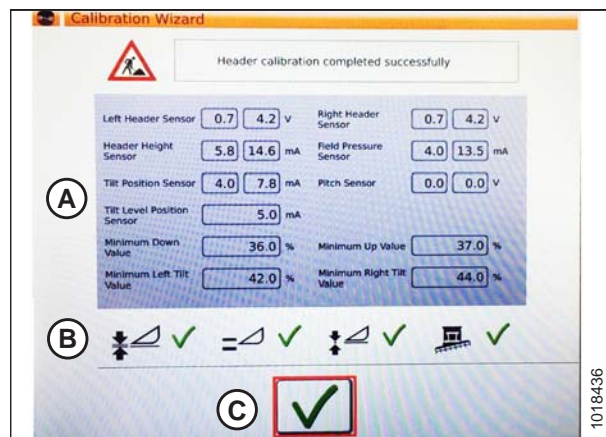 Calibration Wizard
Header calibration completed successfully
Left Header Sensor 0.7 4.2 V Right Header Sensor 0.7 4.2 V
Header Height Sensor 5.8 14.6 mA Field Pressure Sensor 4.0 13.5 mA
Tilt Position Sensor 4.0 7.8 mA Pitch Sensor 0.0 0.0 V
Tilt Level Position Sensor 5.0 mA
Minimum Down Value 36.0 % Minimum Up Value 37.0 %
Minimum Left Tilt Value 42.0 % Minimum Right Tilt Value 44.0 %
A
B
C
1018436